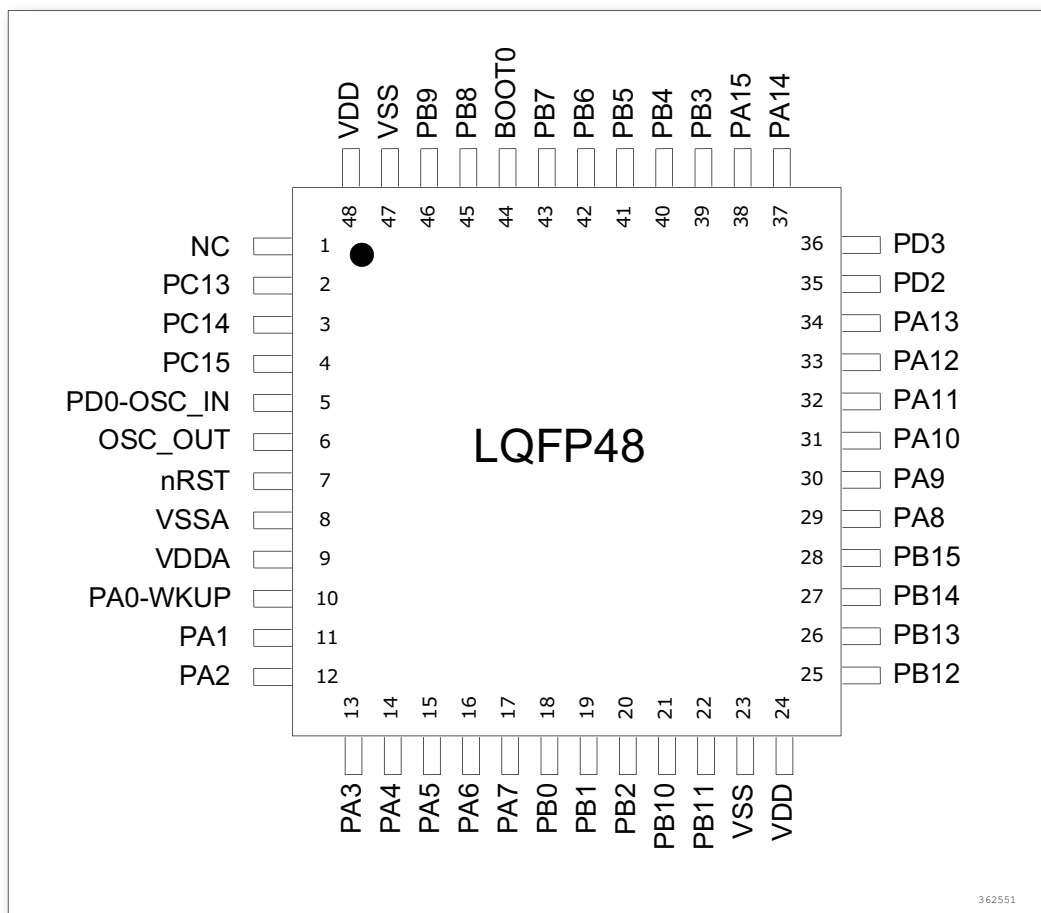 VDD
VSS
PB9
PB8
BOOT0
PB7
PB6
PB5
PB4
PB3
PA15
PA14
48
47
46
45
44
43
42
41
40
39
38
37
NC 1
PC13 2
PC14 3
PC15 4
PD0-OSC_IN 5
OSC_OUT 6
nRST 7
VSSA 8
VDDA 9
PA0-WKUP 10
PA1 11
PA2 12
LQFP48
36 PD3
35 PD2
34 PA13
33 PA12
32 PA11
31 PA10
30 PA9
29 PA8
28 PB15
27 PB14
26 PB13
25 PB12
13
14
15
16
17
18
19
20
21
22
23
24
PA3
PA4
PA5
PA6
PA7
PB0
PB1
PB2
PB10
PB11
VSS
VDD
362551